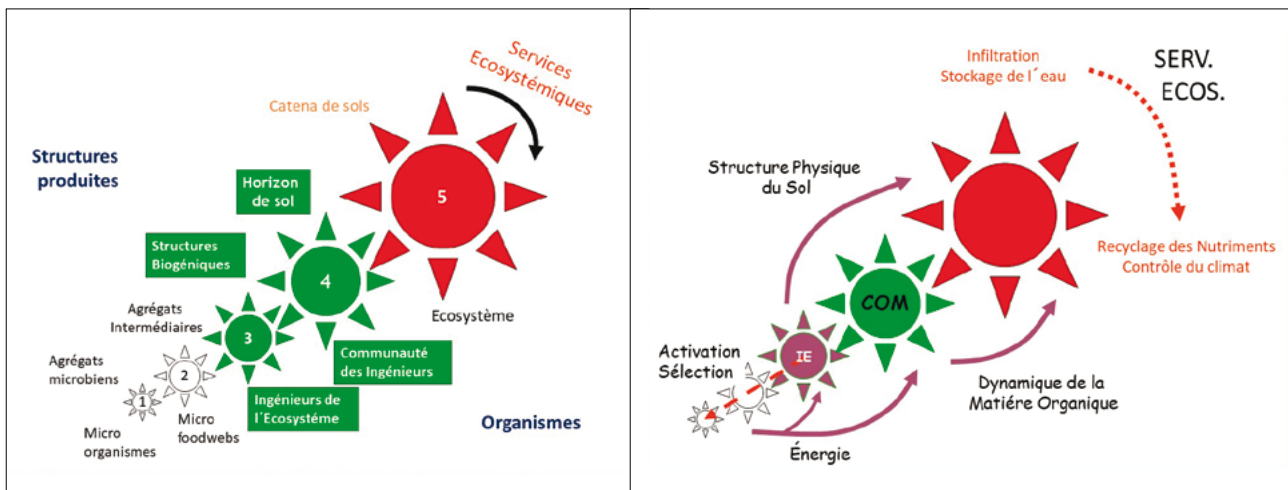 Services
Ecosystémiques
Catena de sols
Structures
produites
5
Horizon
de sol
Structures
Biogéniques
4
Ecosystème
Agrégats
Intermédiaires
3
Communauté
des Ingénieurs
Agrégats
microbiens
2
1
Ingénieurs de
l´Ecosystéme
Organismes
Micro
foodwebs
Micro
organismes
Infiltration
Stockage de l´eau
SERV.
ECOS.
Structure Physique
du Sol
Recyclage des Nutriments
Contrôle du climat
COM
IE
Activation
Sélection
Dynamique de la
Matiére Organique
Énergie